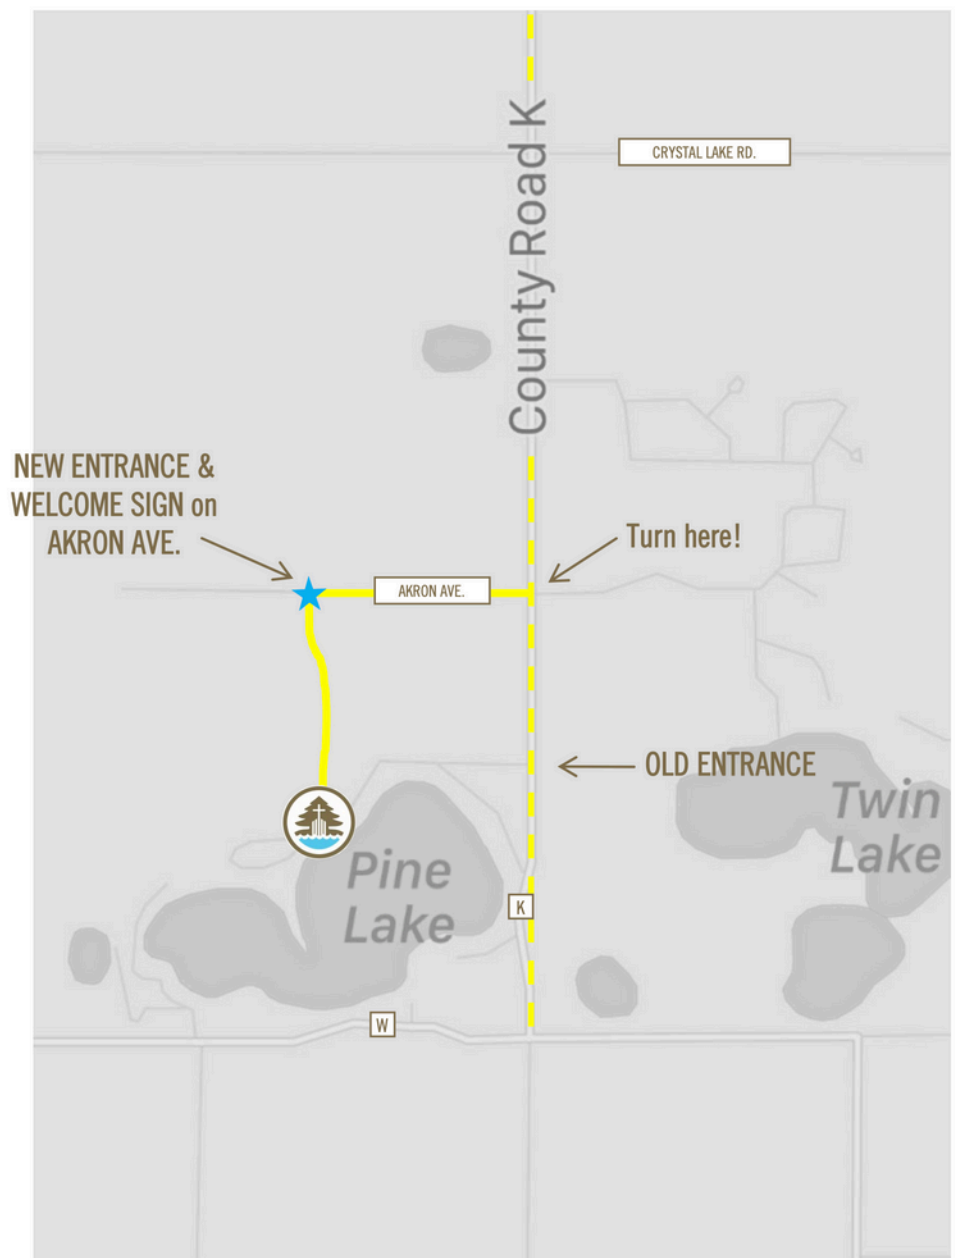 County Road K
CRYSTAL LAKE RD.
NEW ENTRANCE &
WELCOME SIGN on
AKRON AVE.
Turn here!
AKRON AVE.
OLD ENTRANCE
Twin
Lake
Pine
Lake
K
W